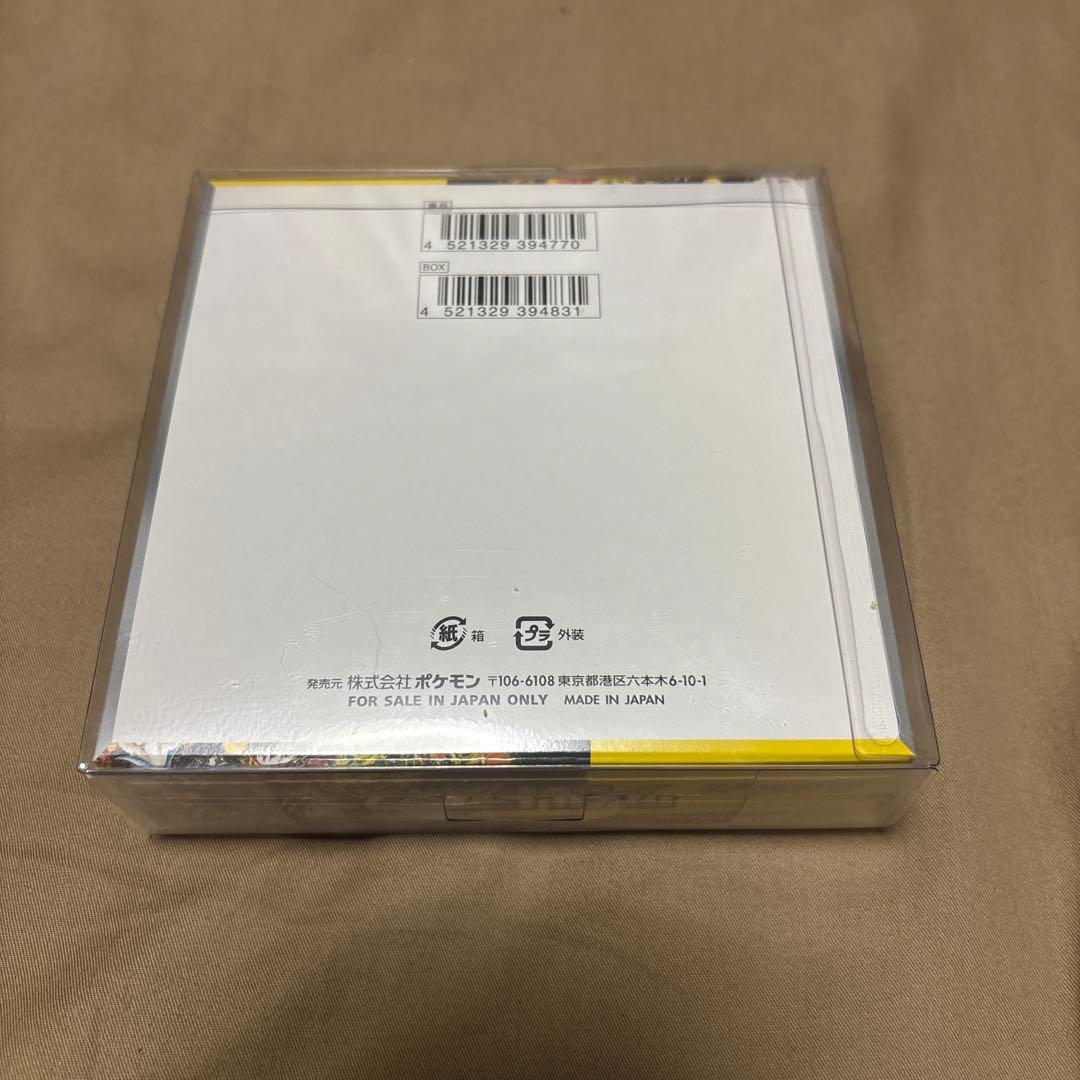 単品
4 521329 394770
BOX
4 521329 394831
紙 箱 プラ 外装
発売元 株式会社 ポケモン 〒106-6108 東京都港区六本木6-10-1
FOR SALE IN JAPAN ONLY MADE IN JAPAN